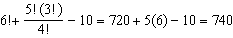 6!+ 5!(3!)/4! −10 = 720+5(6)−10 = 740